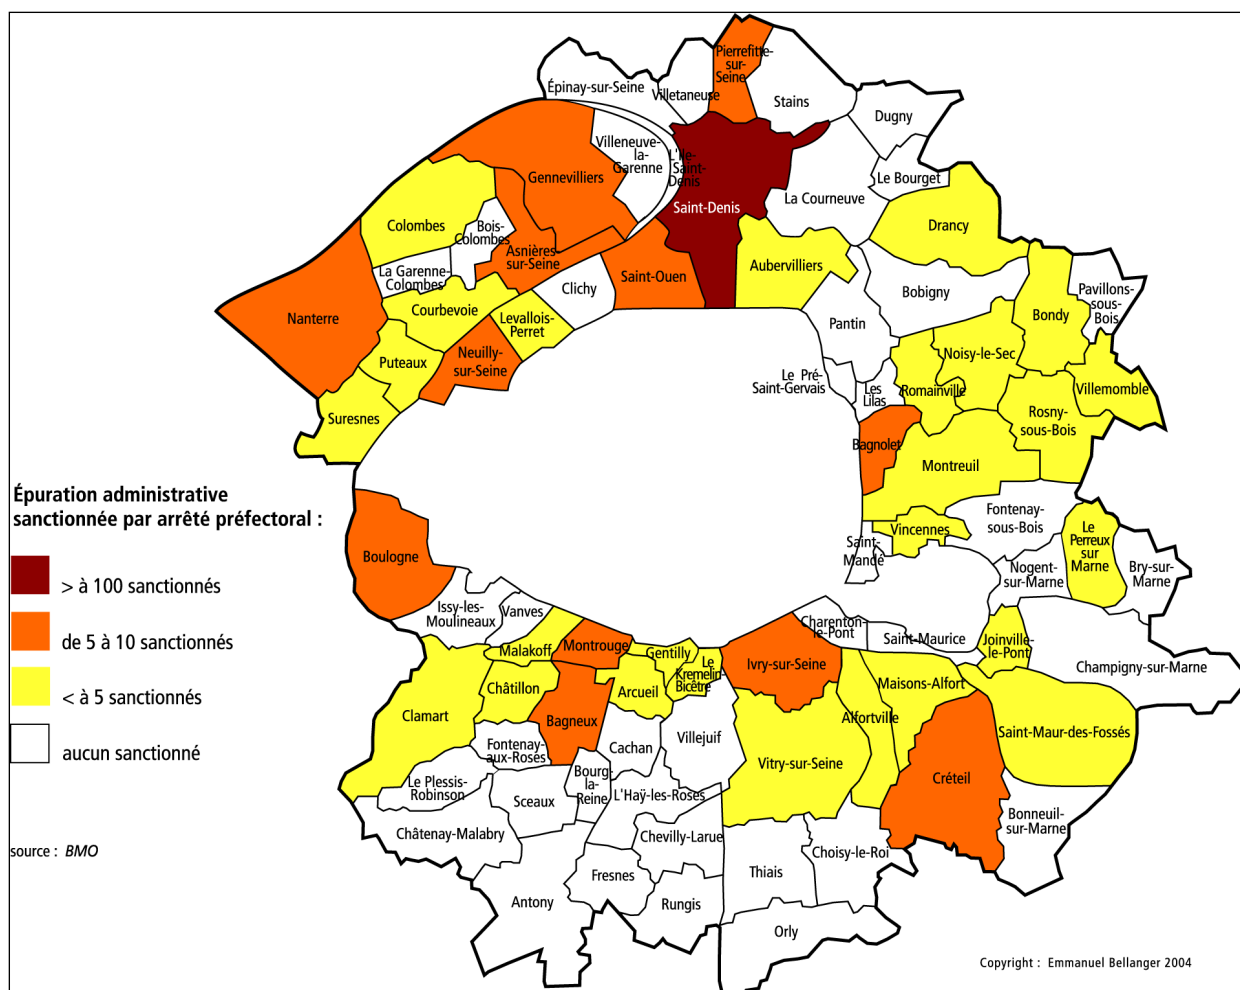 Pierrefitte-
sur-
Seine
Épinay-sur-Seine
Villetaneuse
Stains
Dugny
Villeneuve-
la-
Garenne
L'Ile-
Saint-
Denis
Le Bourget
Gennevilliers
La Courneuve
Saint-Denis
Colombes
Bois-
Colombes
Drancy
Asnières-
sur-Seine
Aubervilliers
La Garenne-
Colombes
Saint-Ouen
Clichy
Bobigny
Pavillons-
sous-
Bois
Nanterre
Courbevoie
Levallois-
Perret
Pantin
Bondy
Puteaux
Neuilly-
sur-Seine
Noisy-le-Sec
Le Pré-
Saint-Gervais
Les
Lilas
Romainville
Villemomble
Suresnes
Rosny-
sous-Bois
Bagnolet
Montreuil
Épuration administrative
sanctionnée par arrêté préfectoral :
> à 100 sanctionnés
de 5 à 10 sanctionnés
< à 5 sanctionnés
aucun sanctionné
source : BMO
Fontenay-
sous-Bois
Vincennes
Le
Perreux
sur
Marne
Saint-
Mandé
Boulogne
Nogent-
sur-Marne
Bry-sur-
Marne
Issy-les-
Moulineaux
Vanves
Charenton-
le-Pont
Saint-Maurice
Joinville-
le-Pont
Malakoff
Montrouge
Gentilly
Le
Kremelin-
Bicêtre
Ivry-sur-Seine
Champigny-sur-Marne
Châtillon
Arcueil
Maisons-Alfort
Clamart
Bagneux
Alfortville
Saint-Maur-des-Fossés
Fontenay-
aux-Roses
Cachan
Villejuif
Vitry-sur-Seine
Créteil
Le Plessis-
Robinson
Sceaux
Bourg-
la-
Reine
L'Haÿ-les-Roses
Bonneuil-
sur-Marne
Châtenay-Malabry
Chevilly-Larue
Choisy-le-Roi
Fresnes
Thiais
Antony
Rungis
Orly
Copyright : Emmanuel Bellanger 2004